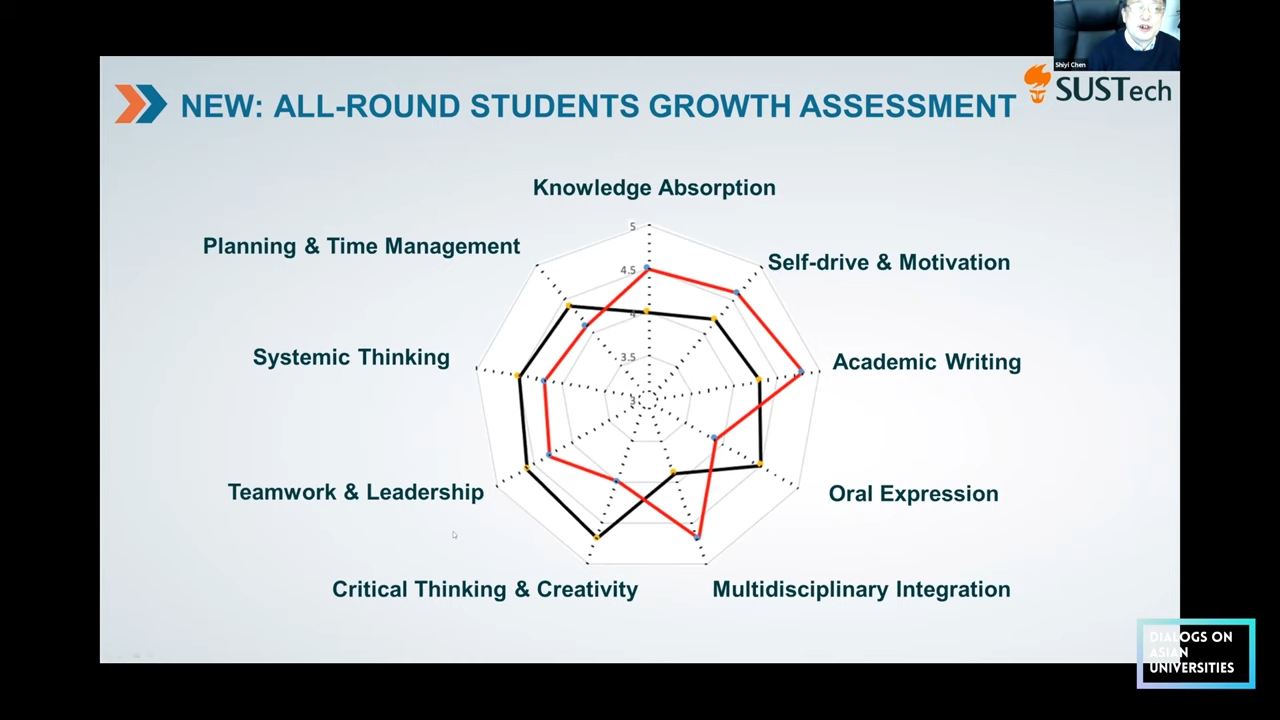 Shiyi Chen
NEW: ALL-ROUND STUDENTS GROWTH ASSESSMENT
SUSTech
Knowledge Absorption
Planning & Time Management
Self-drive & Motivation
Systemic Thinking
Academic Writing
Teamwork & Leadership
Oral Expression
Critical Thinking & Creativity
Multidisciplinary Integration
5
4.5
4
3.5
3
DIALOGS ON
ASIAN
UNIVERSITIES